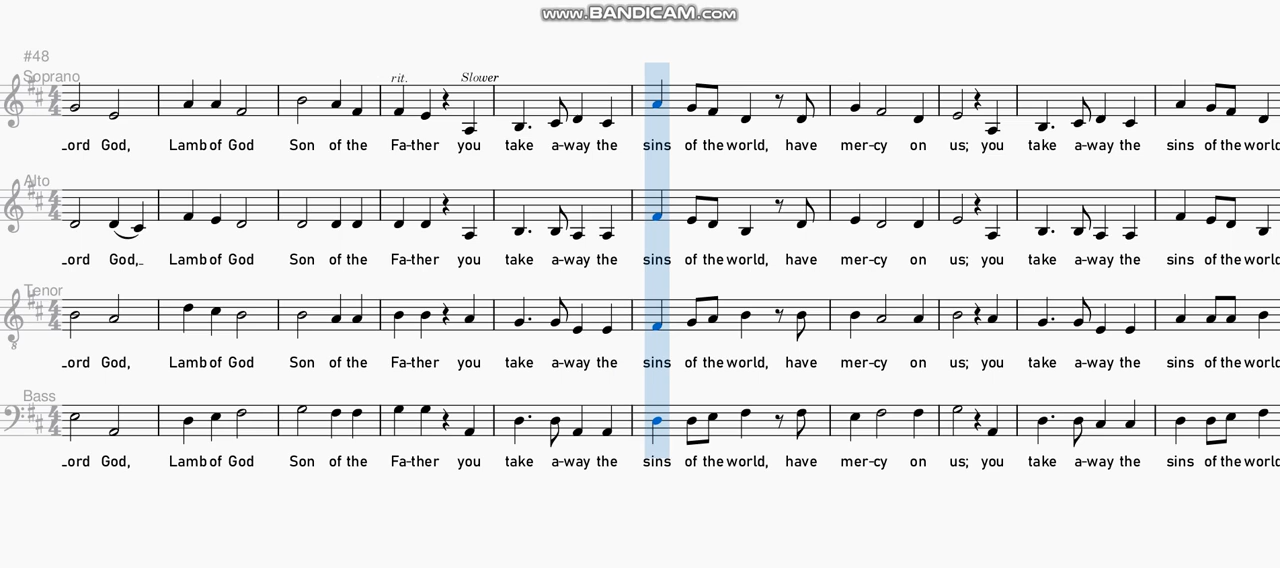 www.BANDICAM.com
#48
Soprano
rit. Slower
Lord God, Lamb of God Son of the Fa-ther you take a-way the sins of the world, have mer-cy on us; you take a-way the sins of the world
Alto
Lord God, Lamb of God Son of the Fa-ther you take a-way the sins of the world, have mer-cy on us; you take a-way the sins of the world
Tenor
8
Lord God, Lamb of God Son of the Fa-ther you take a-way the sins of the world, have mer-cy on us; you take a-way the sins of the world
Bass
Lord God, Lamb of God Son of the Fa-ther you take a-way the sins of the world, have mer-cy on us; you take a-way the sins of the world